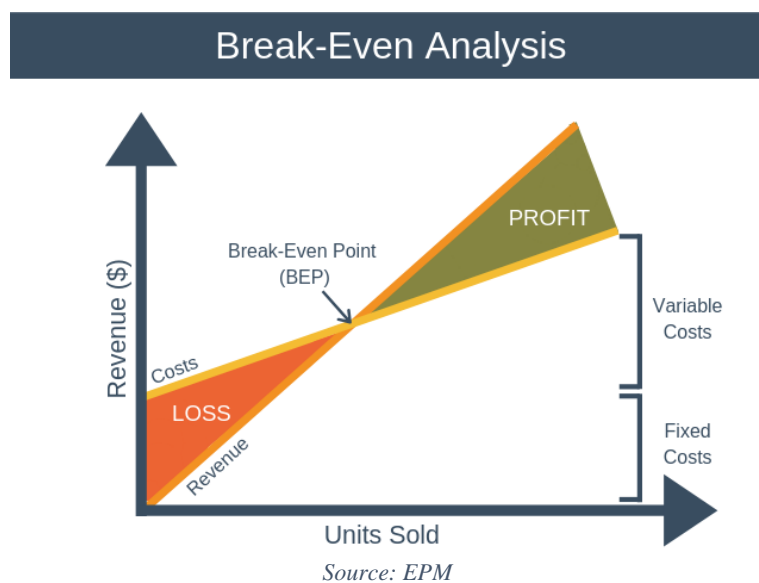 Break-Even Analysis
Revenue ($)
Break-Even Point
(BEP)
PROFIT
Costs
LOSS
Revenue
Variable
Costs
Fixed
Costs
Units Sold
Source: EPM